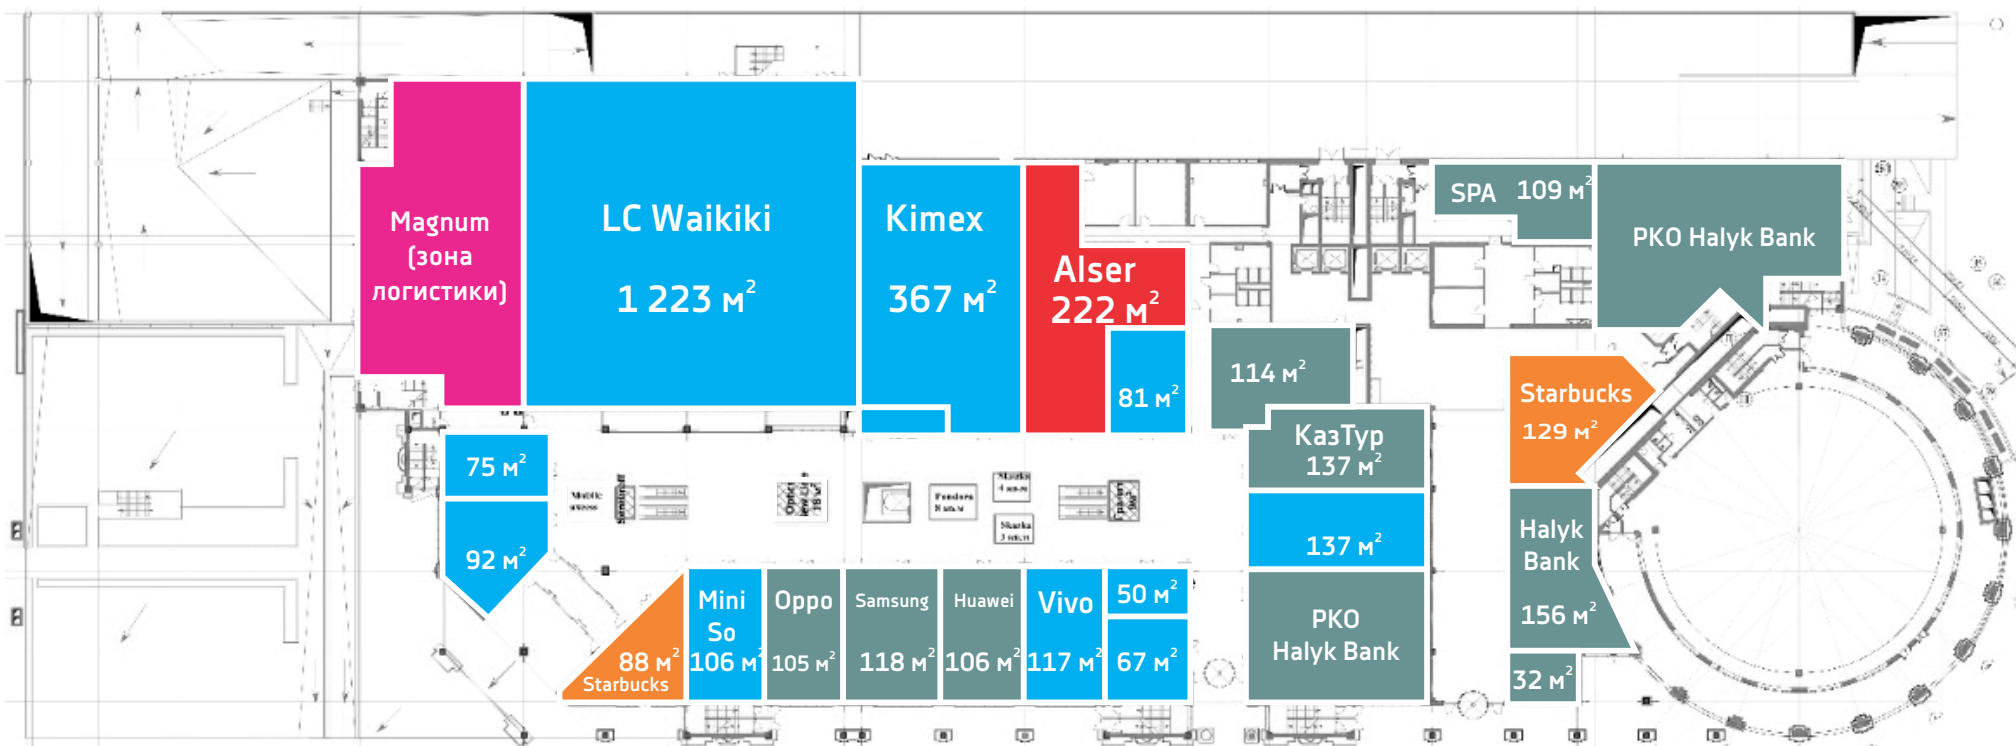 SPA 109 м²
PKO Halyk Bank
Magnum
(зона
логистики)
LC Waikiki
1 223 м²
Kimex
367 м²
Alser
222 м²
81 м²
114 м²
Starbucks
129 м²
КазТур
137 м²
75 м²
92 м²
137 м²
Halyk
Bank
156 м²
32 м²
88 м²
Starbucks
Mini
So
106 м²
Oppo
105 м²
Samsung
118 м²
Huawei
106 м²
Vivo
117 м²
50 м²
67 м²
PKO
Halyk Bank